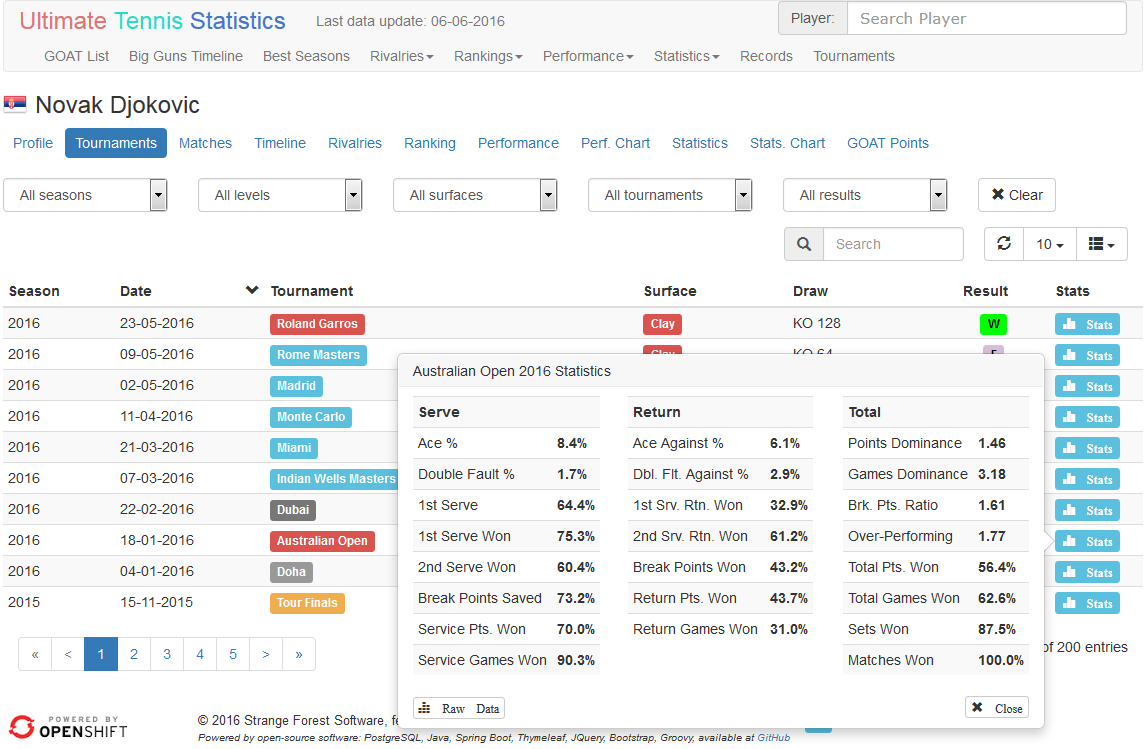 Ultimate Tennis Statistics Last data update: 06-06-2016 Player: Search Player
GOAT List Big Guns Timeline Best Seasons Rivalries Rankings Performance Statistics Records Tournaments
Novak Djokovic
Profile Tournaments Matches Timeline Rivalries Ranking Performance Perf. Chart Statistics Stats. Chart GOAT Points
All seasons All levels All surfaces All tournaments All results Clear
Search 10
Season Date Tournament Surface Draw Result Stats
2016 23-05-2016 Roland Garros Clay KO 128 W Stats
2016 09-05-2016 Rome Masters Clay KO 64 Stats
Australian Open 2016 Statistics
2016 02-05-2016 Madrid Stats
Serve Return Total
2016 11-04-2016 Monte Carlo Stats
Ace % 8.4% Ace Against % 6.1% Points Dominance 1.46
2016 21-03-2016 Miami Stats
Double Fault % 1.7% Dbl. Flt. Against % 2.9% Games Dominance 3.18
2016 07-03-2016 Indian Wells Masters Stats
1st Serve 64.4% 1st Srv. Rtn. Won 32.9% Brk. Pts. Ratio 1.61
2016 22-02-2016 Dubai Stats
1st Serve Won 75.3% 2nd Srv. Rtn. Won 61.2% Over-Performing 1.77
2016 18-01-2016 Australian Open Stats
2nd Serve Won 60.4% Break Points Won 43.2% Total Pts. Won 56.4%
2016 04-01-2016 Doha Stats
Break Points Saved 73.2% Return Pts. Won 43.7% Total Games Won 62.6%
2015 15-11-2015 Tour Finals Stats
Service Pts. Won 70.0% Return Games Won 31.0% Sets Won 87.5%
Service Games Won 90.3% Matches Won 100.0%
« < 1 2 3 4 5 > » of 200 entries
Raw Data Close
POWERED BY
OPENSHIFT
© 2016 Strange Forest Software,
Powered by open-source software: PostgreSQL, Java, Spring Boot, Thymeleaf, JQuery, Bootstrap, Groovy, available at GitHub